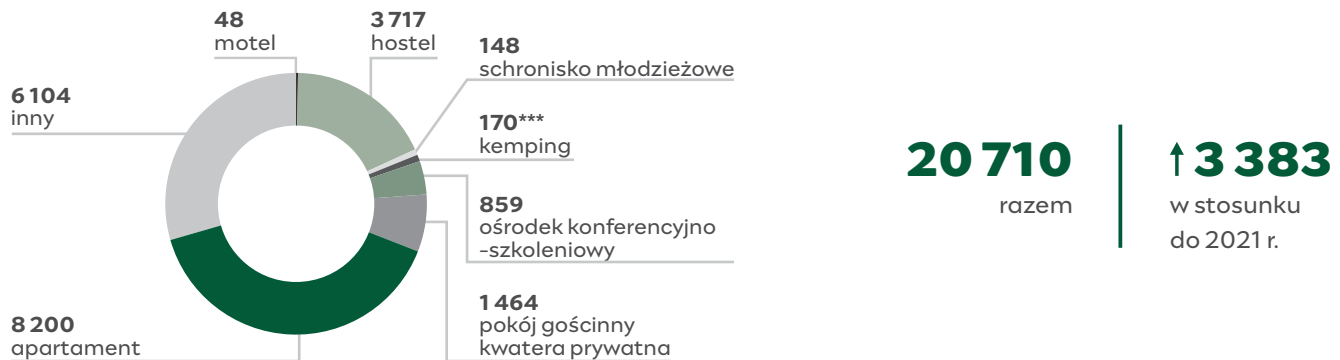 48
motel
3 717
hostel
148
schronisko młodzieżowe
6 104
inny
170***
kemping
859
ośrodek konferencyjno
-szkoleniowy
1 464
pokój gościnny
kwatera prywatna
8 200
apartament
20 710
razem
↑ 3 383
w stosunku
do 2021 r.